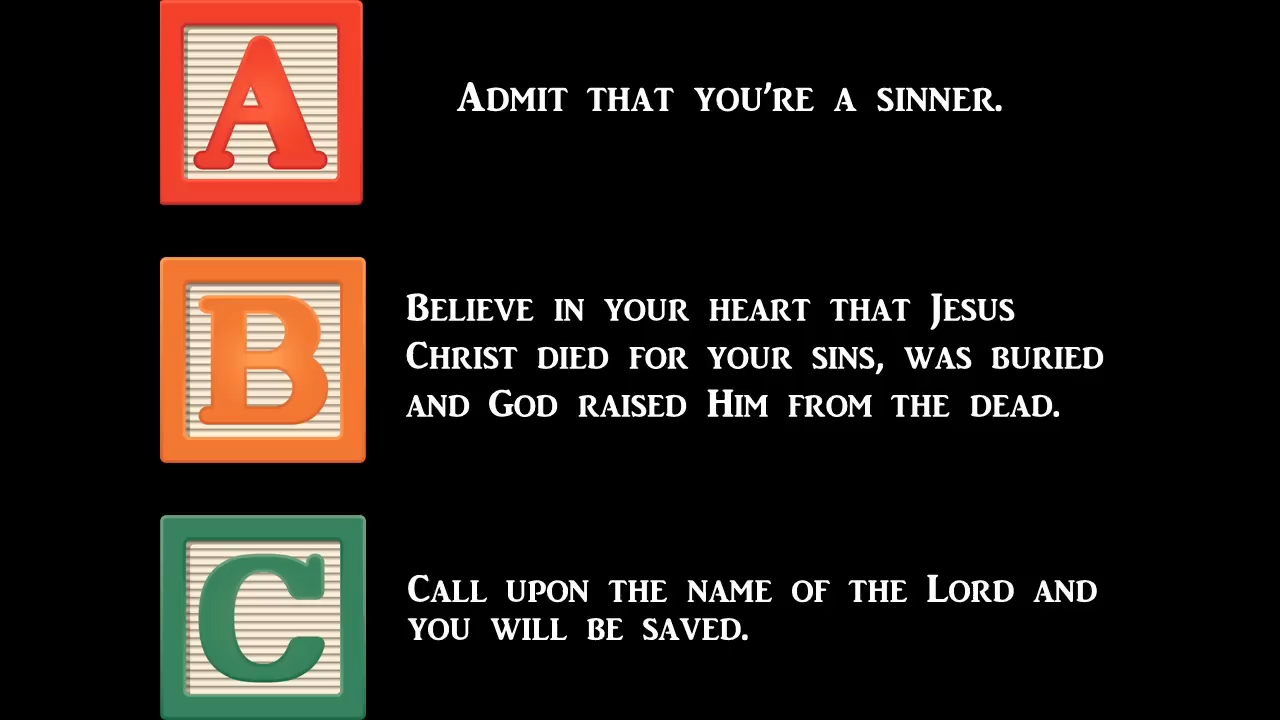 A
Admit that you're a sinner.
B
Believe in your heart that Jesus
Christ died for your sins, was buried
and God raised Him from the dead.
C
Call upon the name of the Lord and
you will be saved.